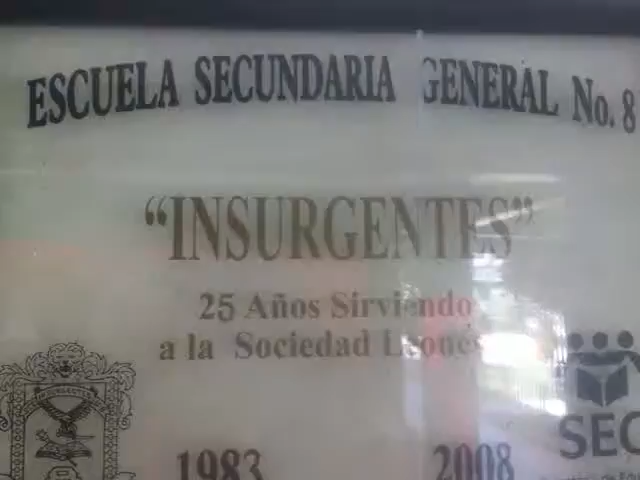 ESCUELA SECUNDARIA GENERAL No. 8
"INSURGENTES"
25 Años Sirviendo
a la Sociedad
1983 2008
SEC